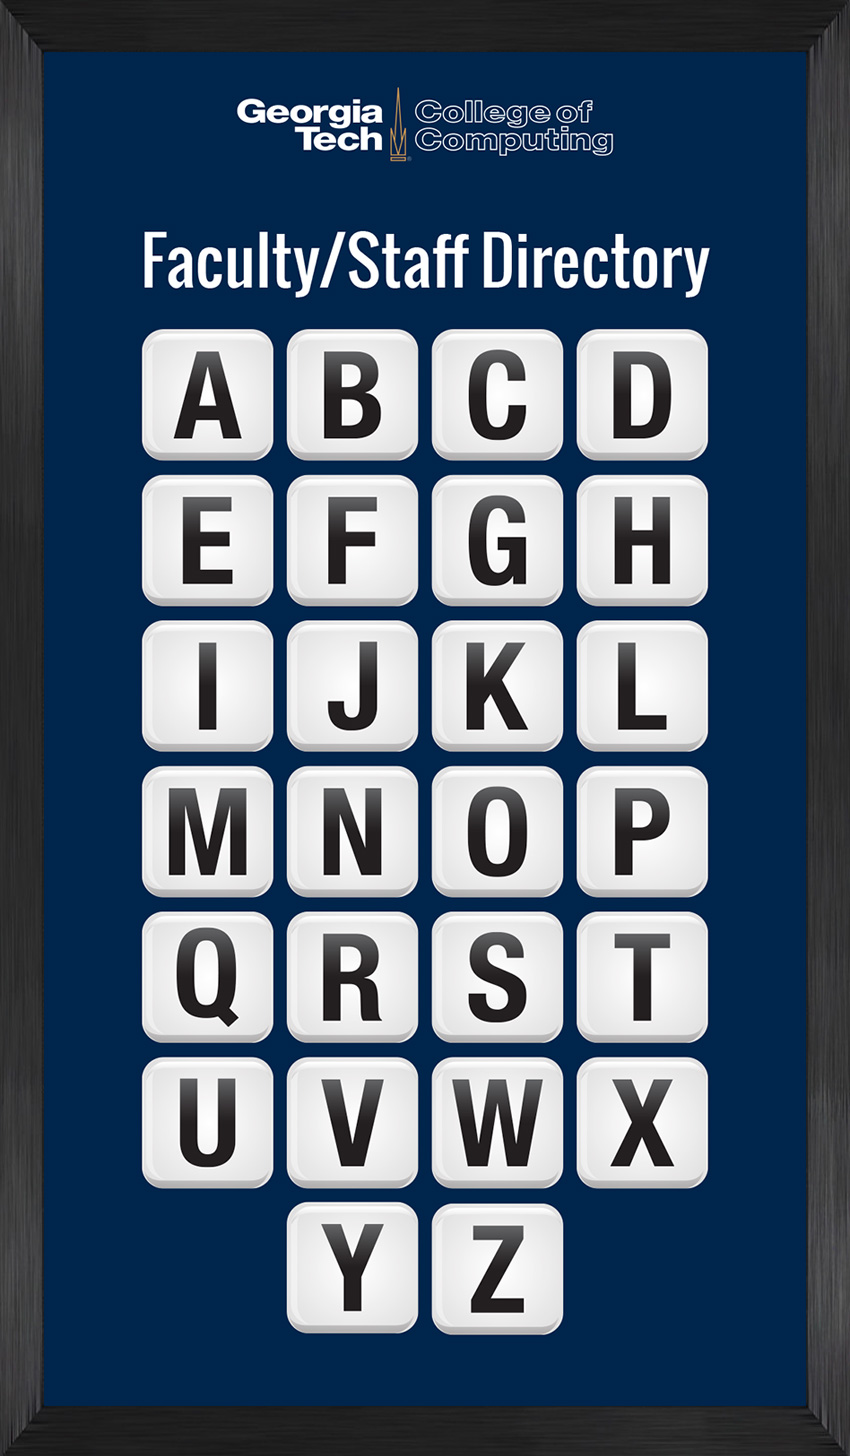 Georgia Tech
College of Computing
Faculty/Staff Directory
A B C D
E F G H
I J K L
M N O P
Q R S T
U V W X
Y Z